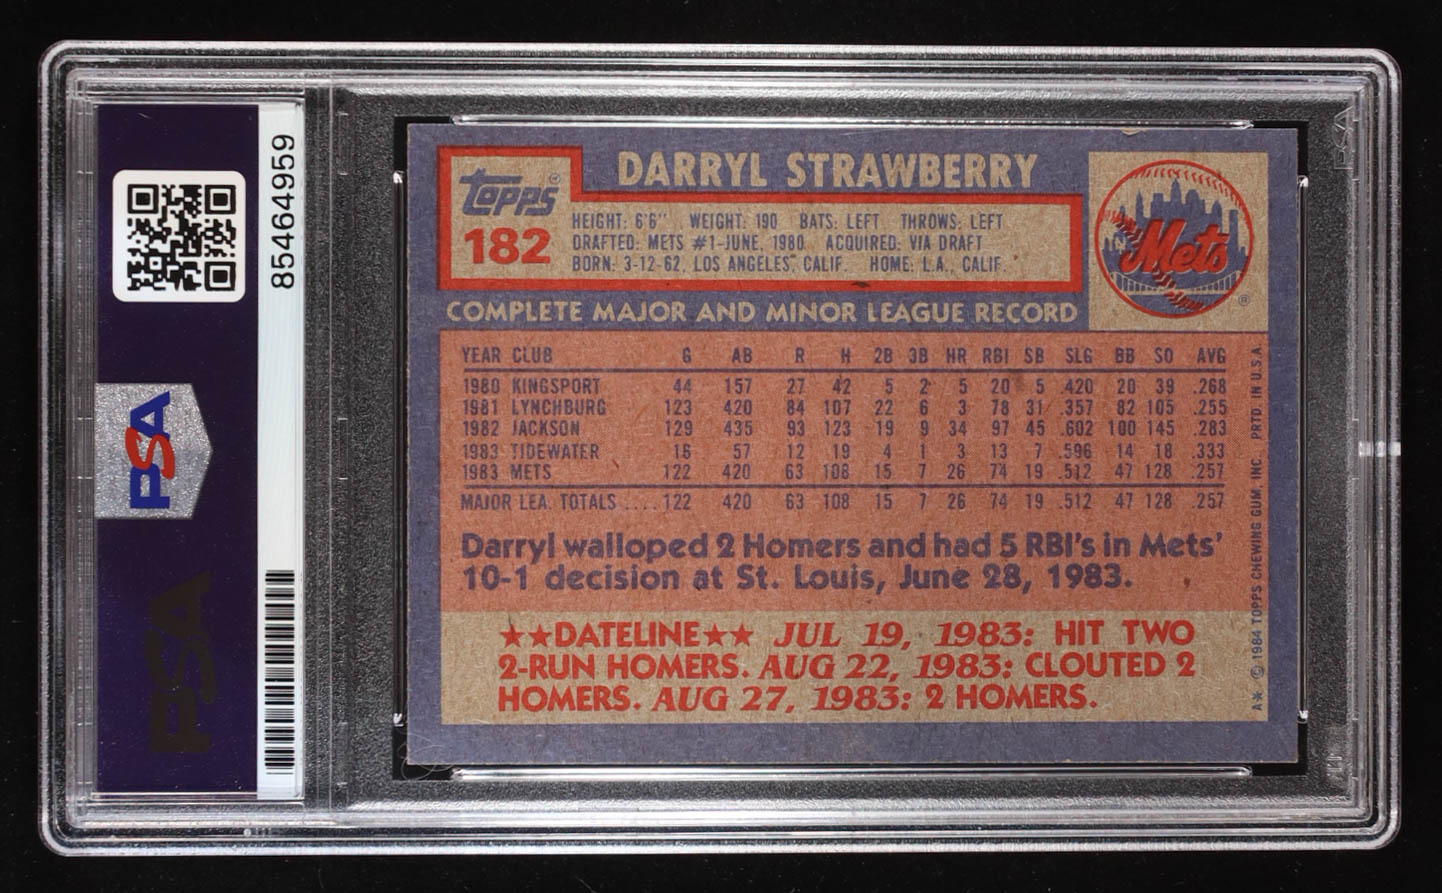 85464959
PSA
PSA
Topps
182
DARRYL STRAWBERRY
HEIGHT: 6'6" WEIGHT: 190 BATS: LEFT THROWS: LEFT
DRAFTED: METS #1-JUNE, 1980 ACQUIRED: VIA DRAFT
BORN: 3-12-62, LOS ANGELES, CALIF. HOME: L.A., CALIF.
Mets
®
COMPLETE MAJOR AND MINOR LEAGUE RECORD
YEAR CLUB G AB R H 2B 3B HR RBI SB SLG BB SO AVG
1980 KINGSPORT 44 157 27 42 5 2 5 20 5 .420 20 39 .268
1981 LYNCHBURG 123 420 84 107 22 6 3 78 31 .357 82 105 .255
1982 JACKSON 129 435 93 123 19 9 34 97 45 .602 100 145 .283
1983 TIDEWATER 16 57 12 19 4 1 3 13 7 .596 14 18 .333
1983 METS 122 420 63 108 15 7 26 74 19 .512 47 128 .257
MAJOR LEA. TOTALS .... 122 420 63 108 15 7 26 74 19 .512 47 128 .257
Darryl walloped 2 Homers and had 5 RBI's in Mets'
10-1 decision at St. Louis, June 28, 1983.
★★DATELINE★★ JUL 19, 1983: HIT TWO
2-RUN HOMERS. AUG 22, 1983: CLOUTED 2
HOMERS. AUG 27, 1983: 2 HOMERS.
A★ © 1984 TOPPS CHEWING GUM, INC. PRTD. IN U.S.A.
PSA